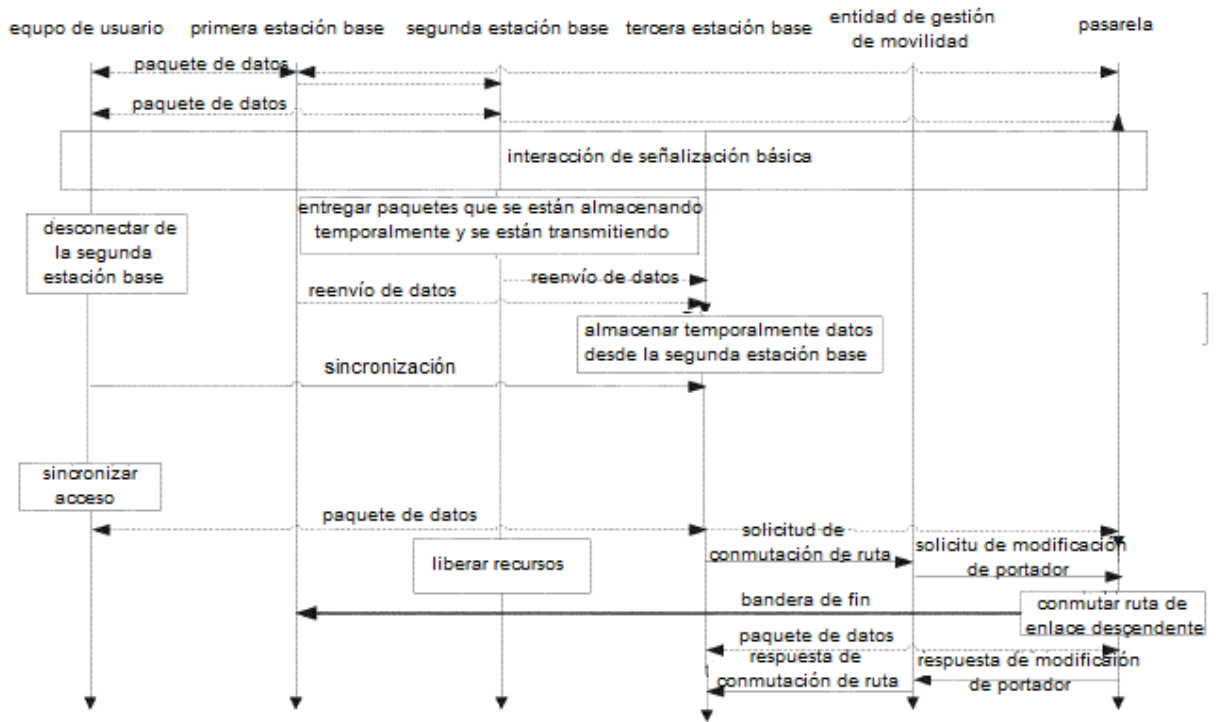 equpo de usuario
primera estación base
segunda estación base
tercera estación base
entidad de gestión
de movilidad
pasarela
paquete de datos
paquete de datos
interacción de señalización básica
entregar paquetes que se están almacenando
temporalmente y se están transmitiendo
desconectar de
la segunda
estación base
reenvío de datos
reenvío de datos
almacenar temporalmente datos
desde la segunda estación base
sincronización
sincronizar
acceso
paquete de datos
solicitud de
conmutación de ruta
solicitu de modificación
de portador
liberar recursos
bandera de fin
conmutar ruta de
enlace descendente
paquete de datos
respuesta de
conmutación de ruta
respuesta de modificaión
de portador